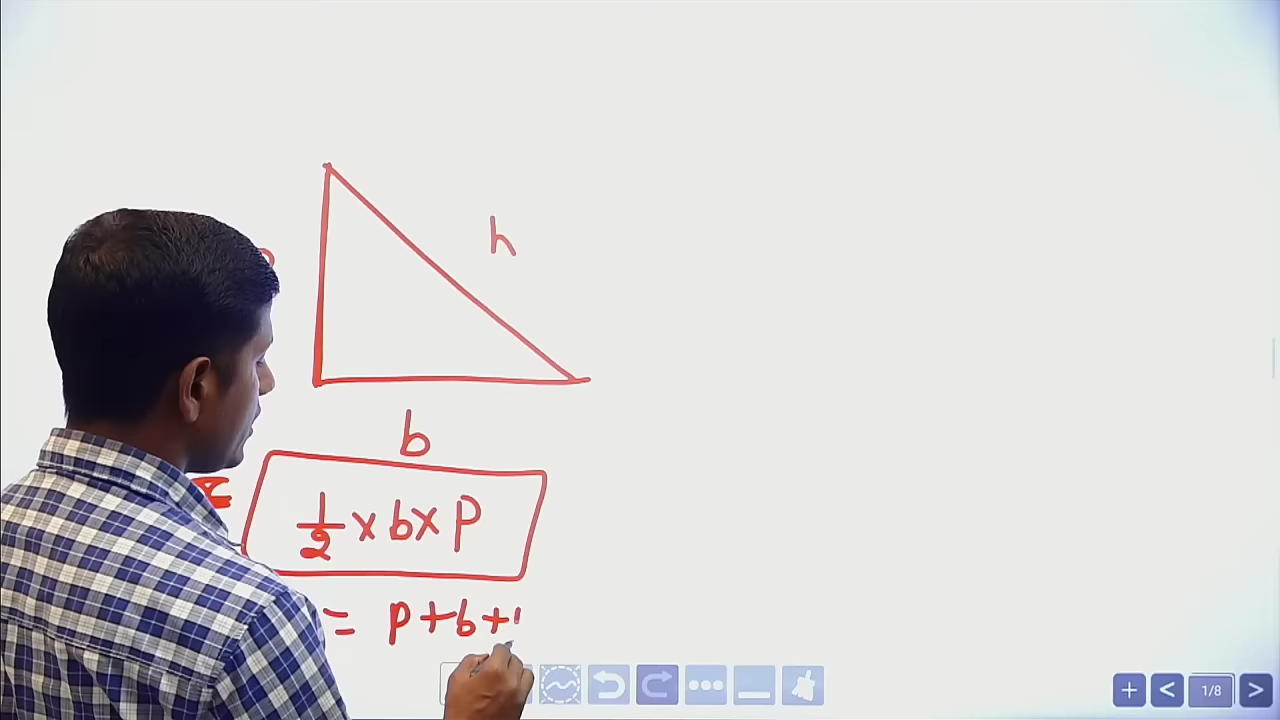 h
b
1/2 × b × P
= P + b +
1/8